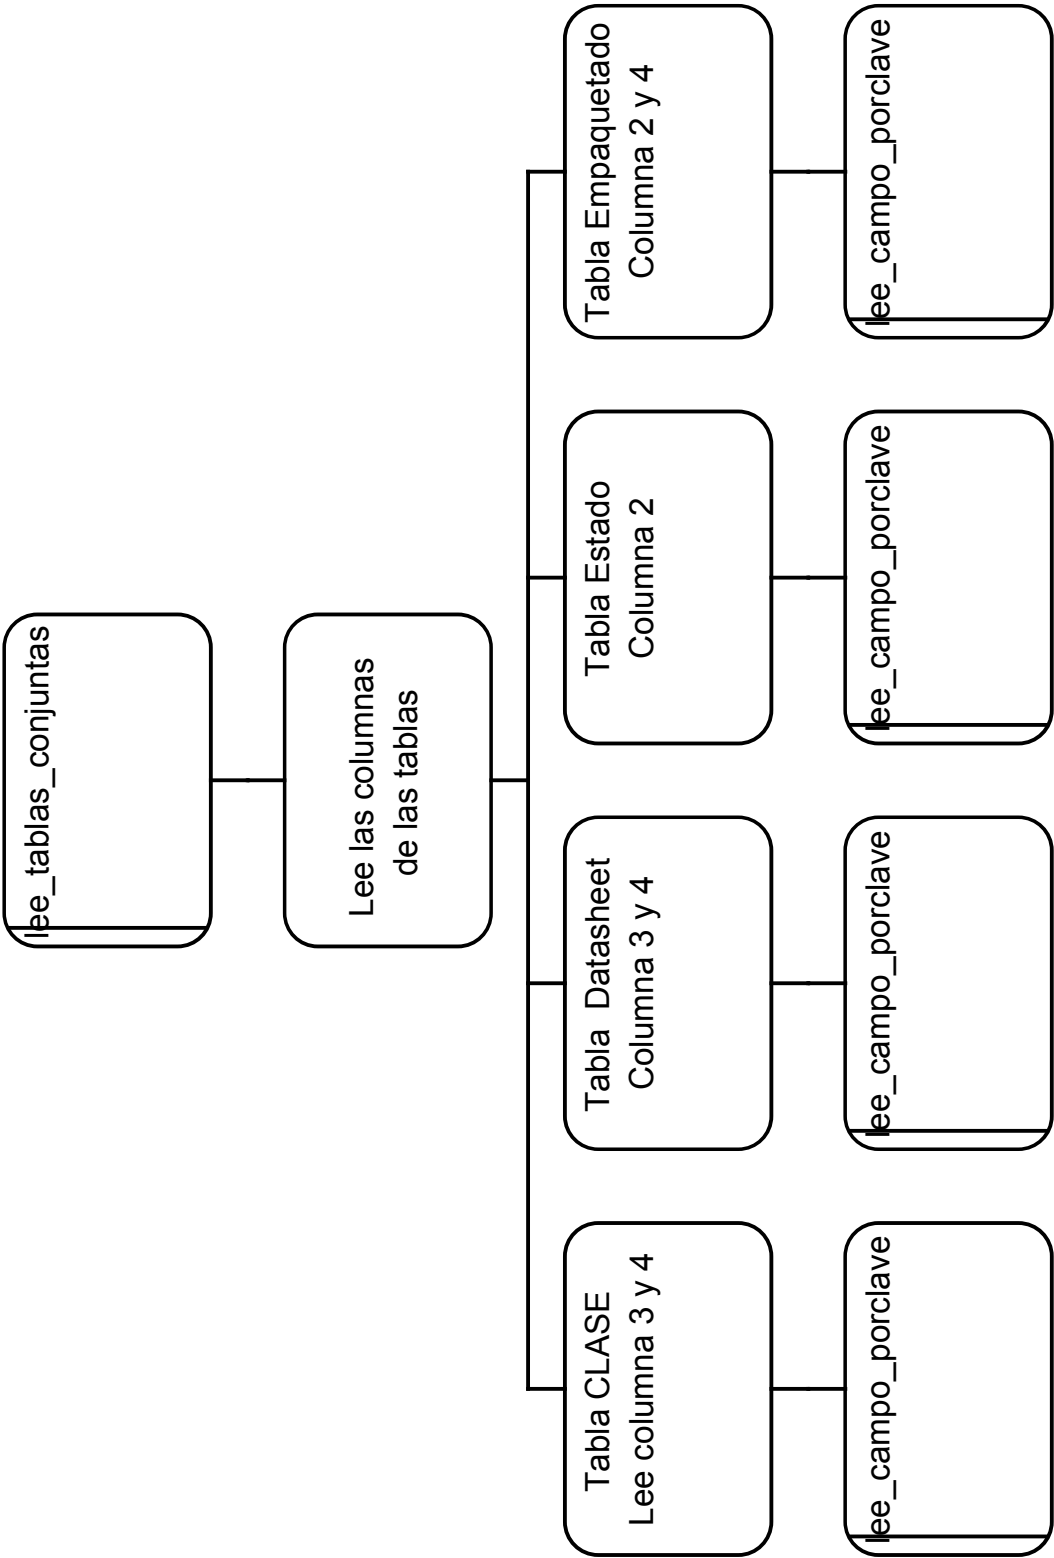 lee_tablas_conjuntas
Lee las columnas
de las tablas
Tabla CLASE
Lee columna 3 y 4
Tabla Datasheet
Columna 3 y 4
Tabla Estado
Columna 2
Tabla Empaquetado
Columna 2 y 4
lee_campo_porclave
lee_campo_porclave
lee_campo_porclave
lee_campo_porclave